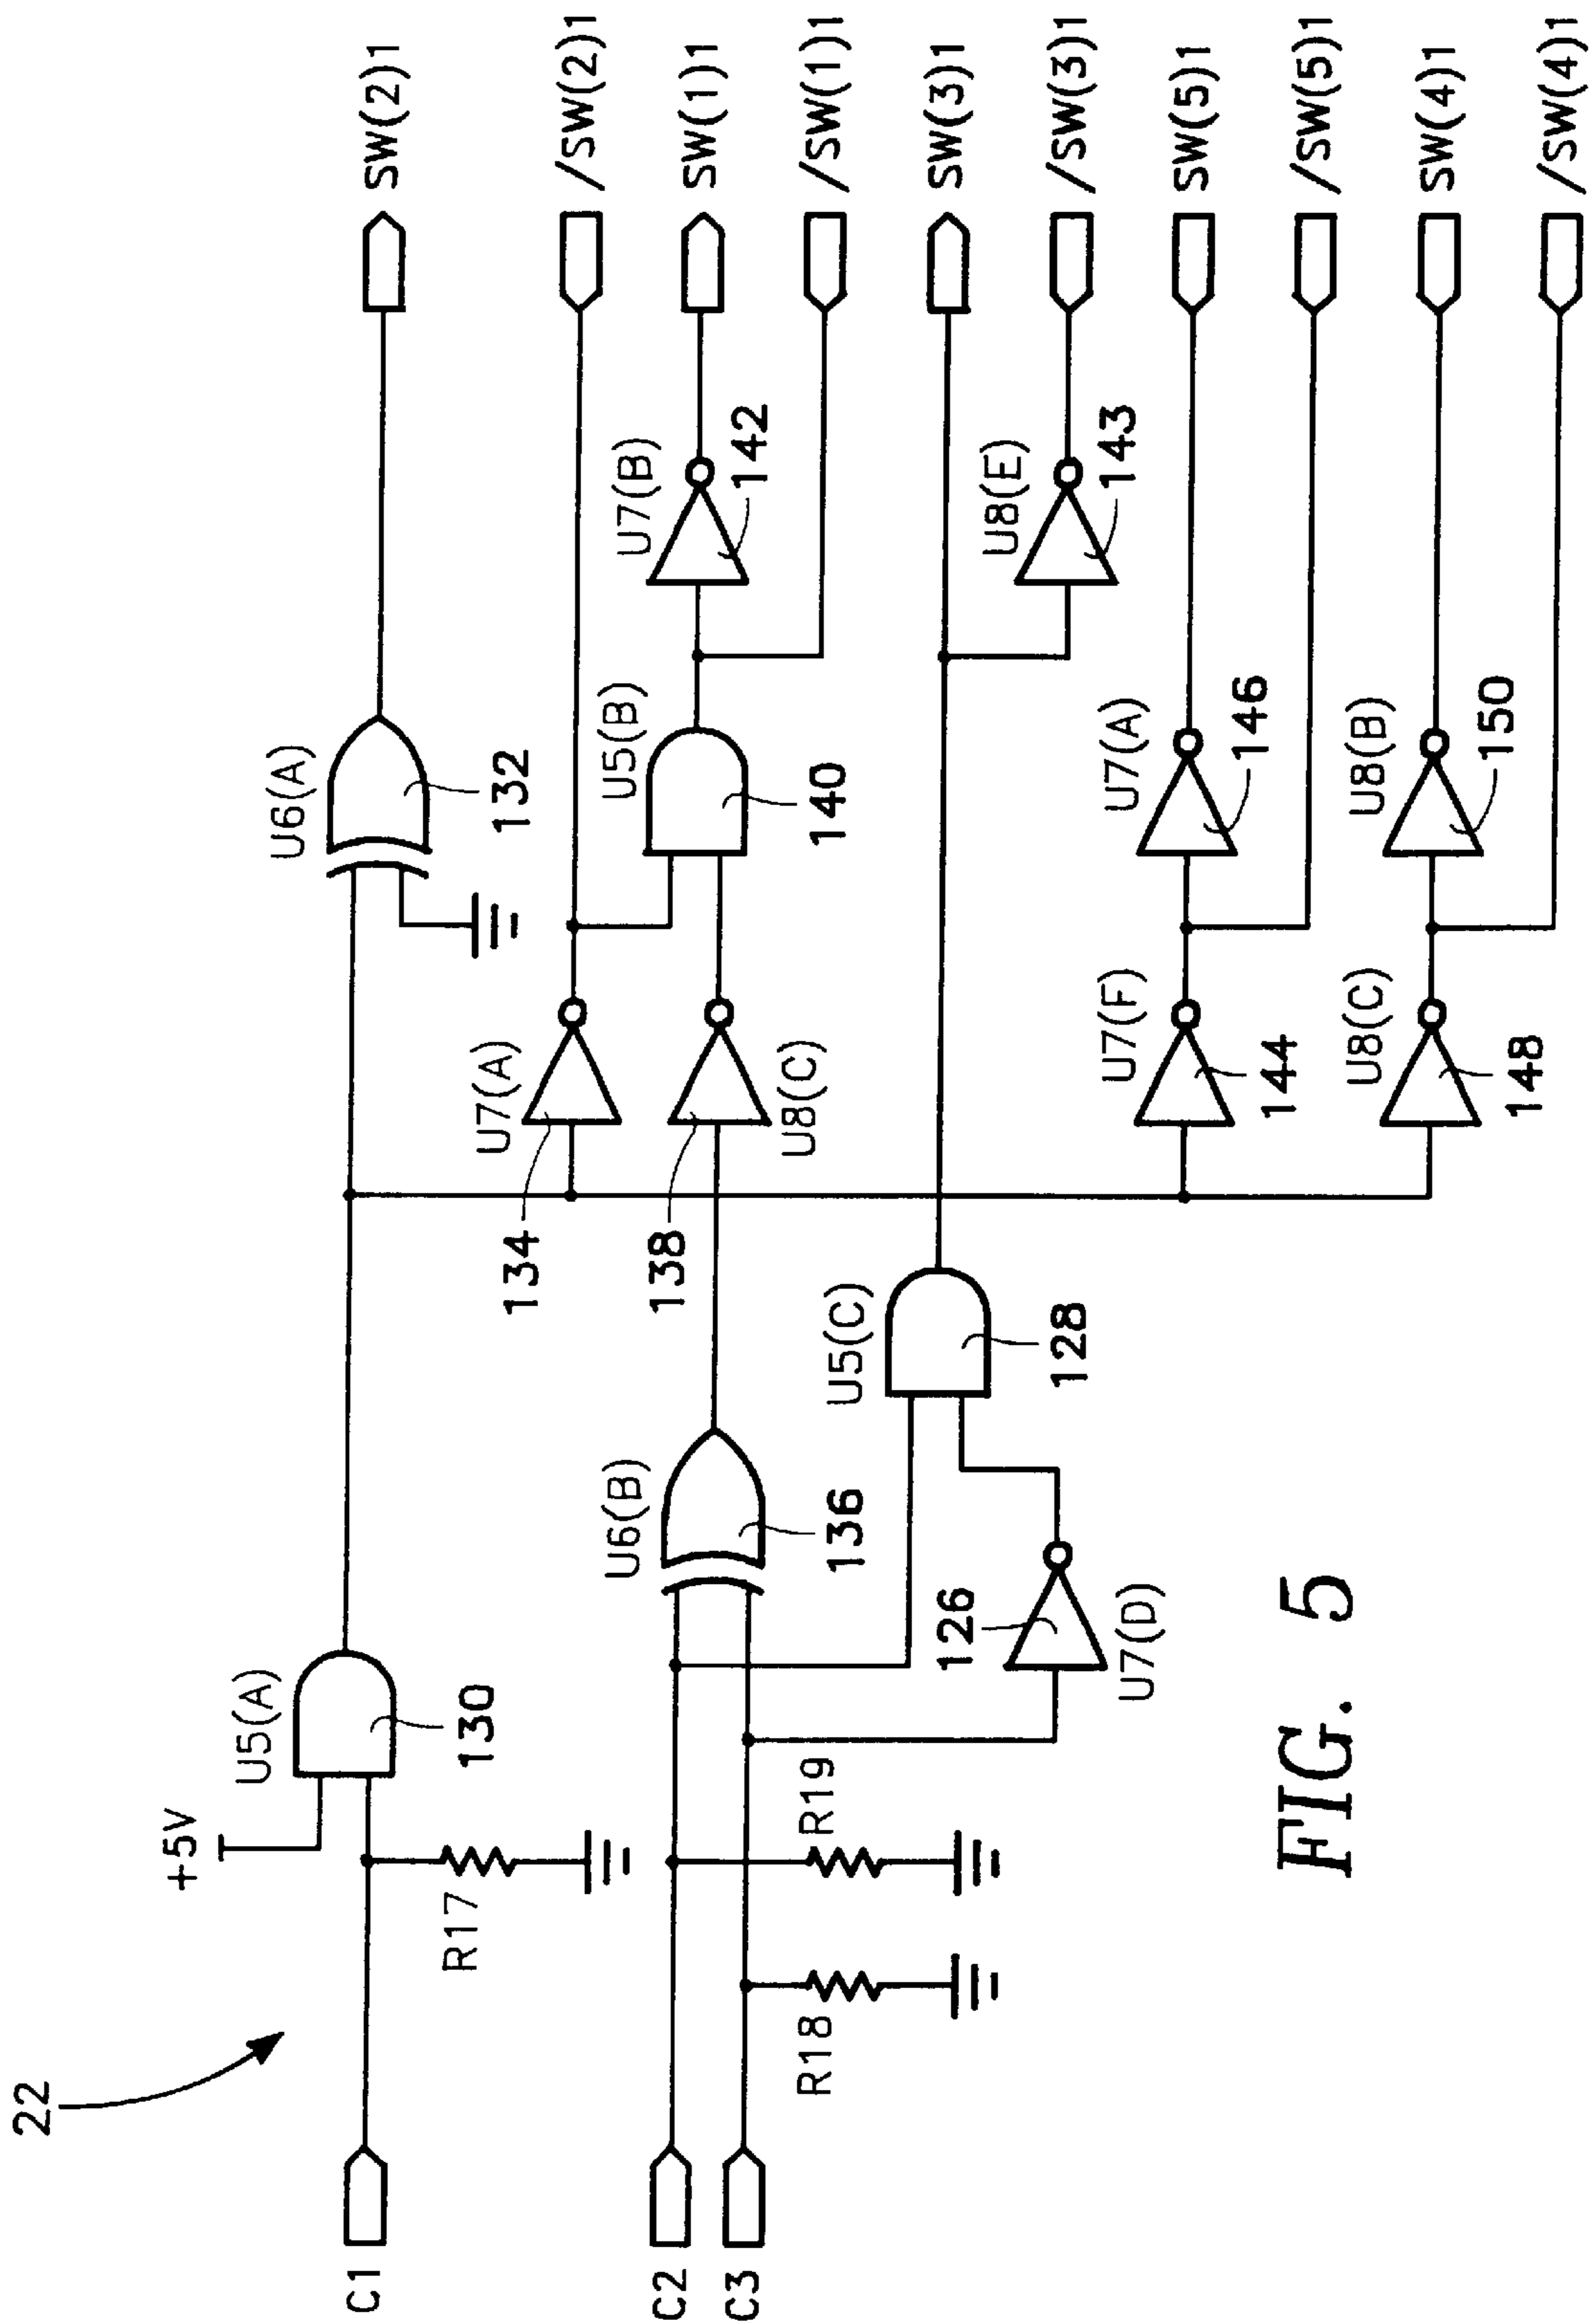 22
C1
+5V
U5(A)
130
R17
U6(A)
132
SW(2)1
C2
C3
R18
R19
U6(B)
136
126
U7(D)
U5(C)
128
134
U7(A)
138
U8(C)
U5(B)
140
U7(B)
142
/SW(2)1
SW(1)1
/SW(1)1
SW(3)1
U8(E)
143
/SW(3)1
U7(F)
144
U7(A)
146
SW(5)1
/SW(5)1
U8(C)
148
U8(B)
150
SW(4)1
/SW(4)1
FIG. 5